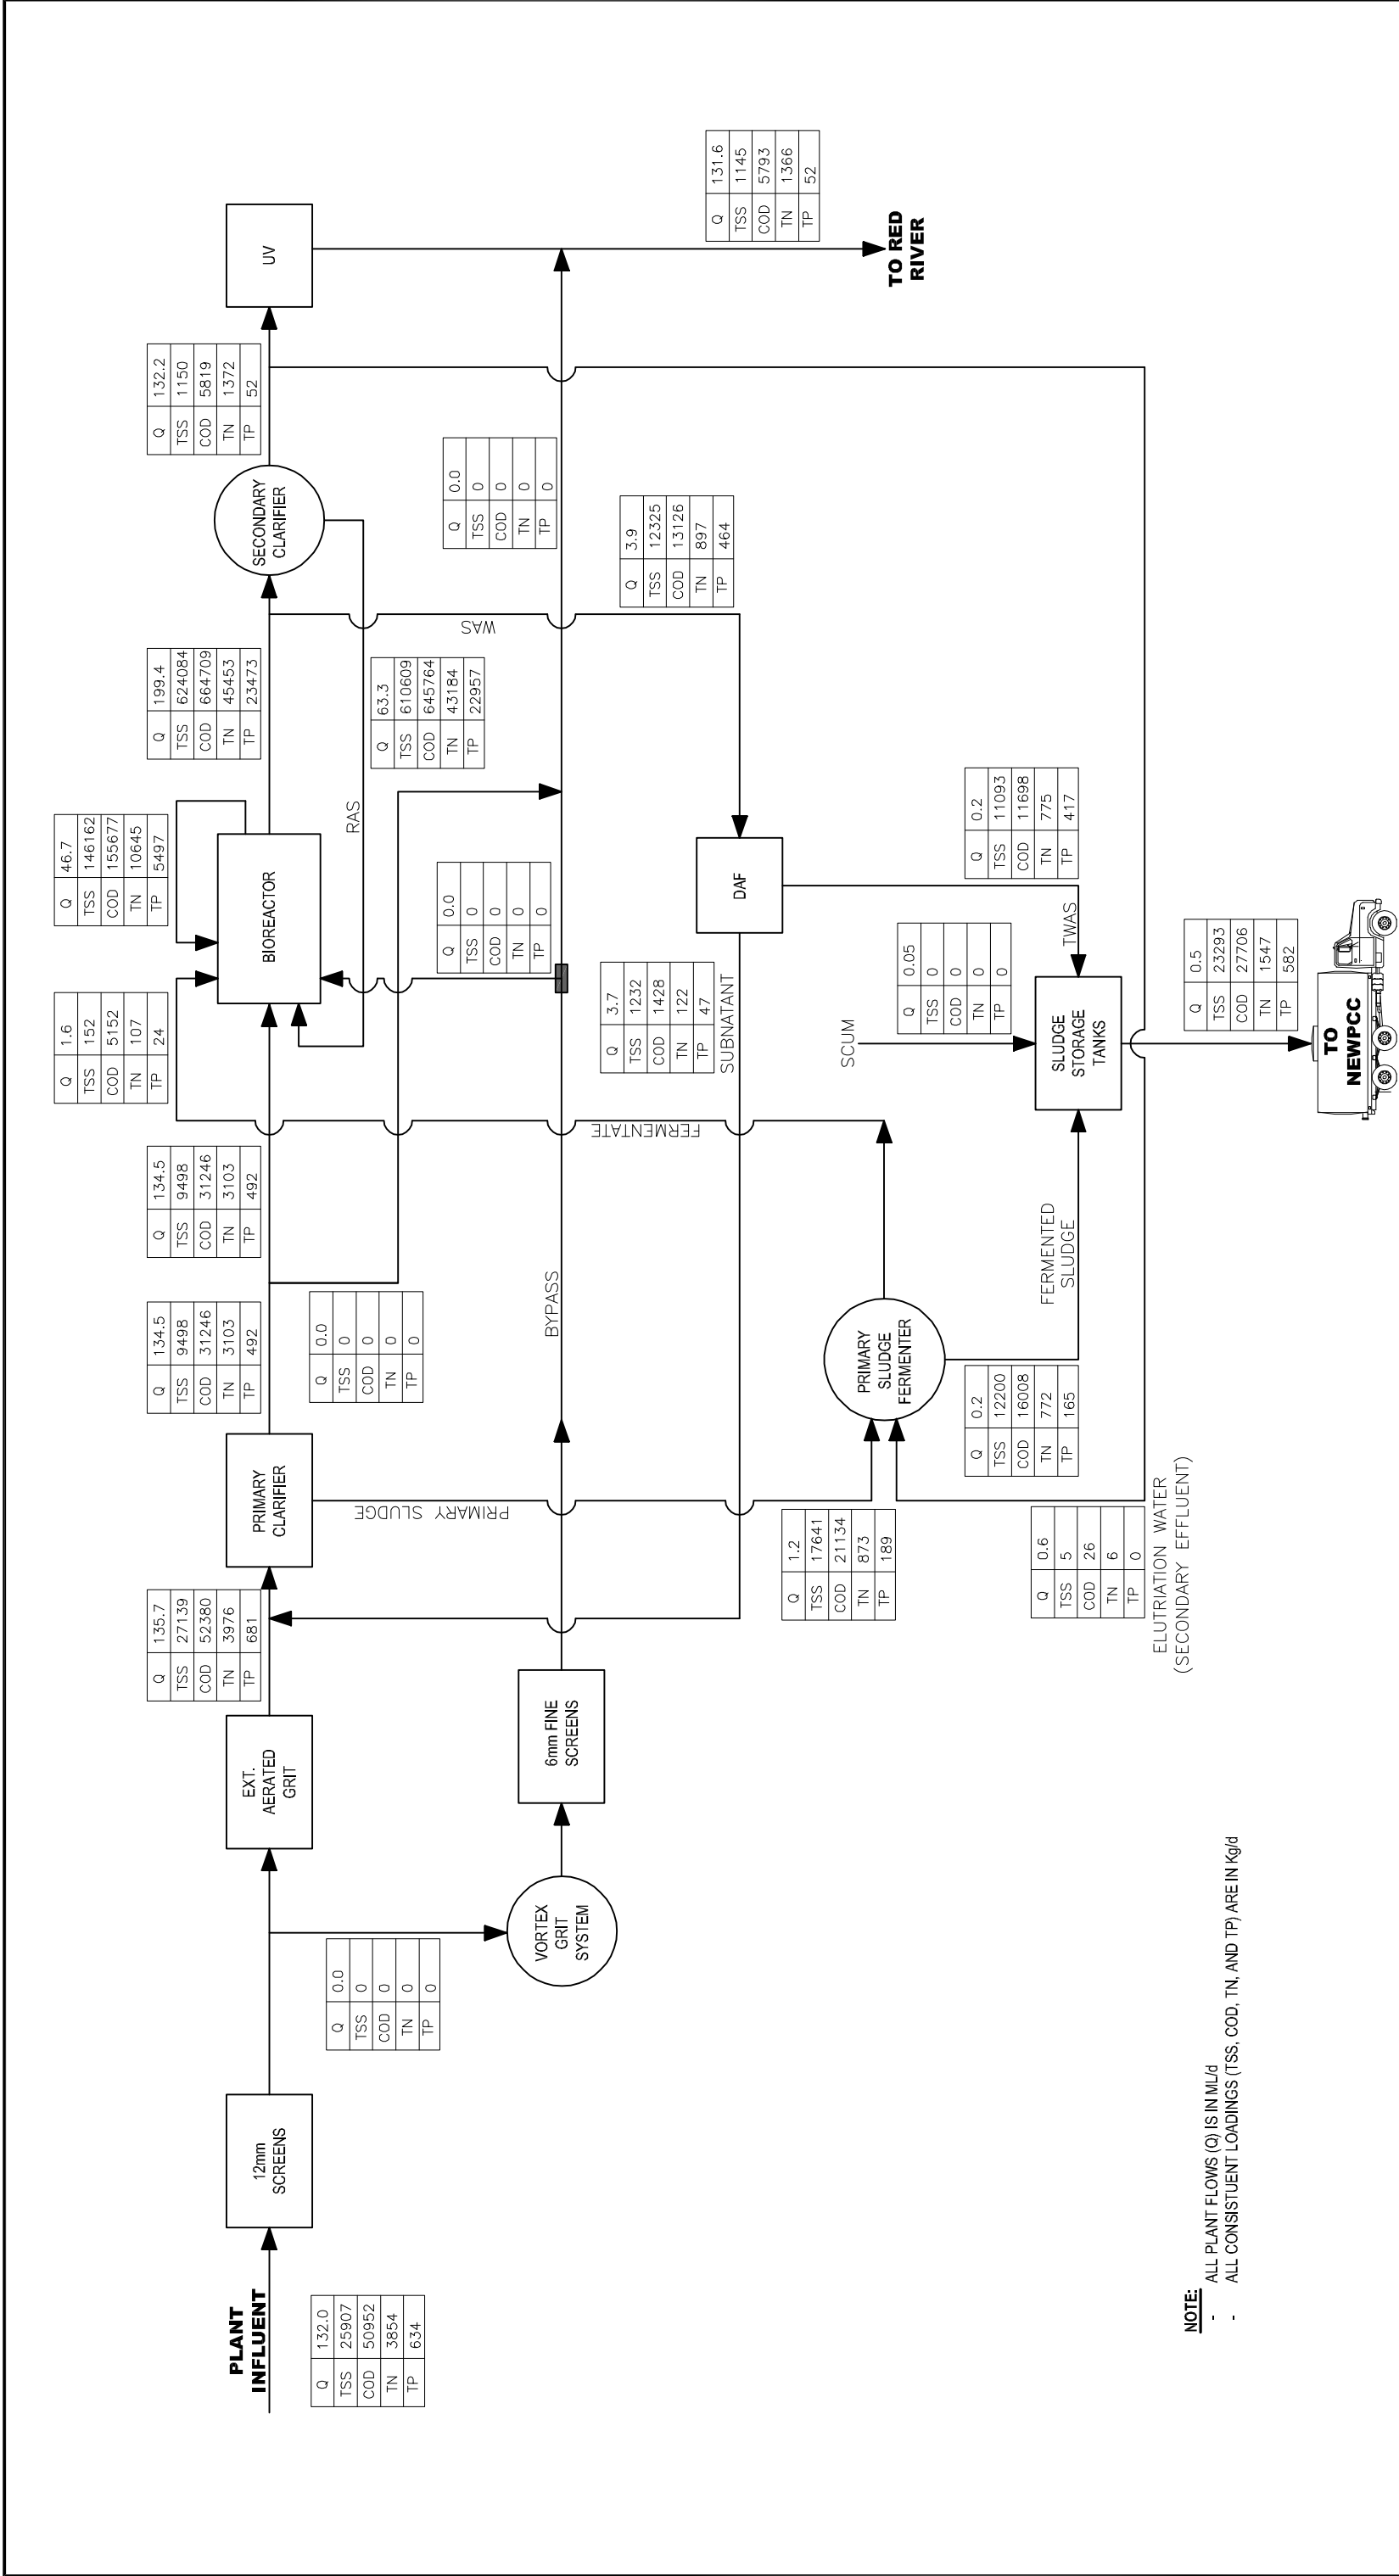 PLANT
INFLUENT
Q 132.0
TSS 25907
COD 50952
TN 3854
TP 634
12mm
SCREENS
Q 0.0
TSS 0
COD 0
TN 0
TP 0
EXT.
AERATED
GRIT
VORTEX
GRIT
SYSTEM
6mm FINE
SCREENS
Q 135.7
TSS 27139
COD 52380
TN 3976
TP 681
PRIMARY
CLARIFIER
PRIMARY SLUDGE
Q 134.5
TSS 9498
COD 31246
TN 3103
TP 492
Q 0.0
TSS 0
COD 0
TN 0
TP 0
BYPASS
Q 134.5
TSS 9498
COD 31246
TN 3103
TP 492
Q 1.6
TSS 152
COD 5152
TN 107
TP 24
Q 46.7
TSS 146162
COD 155677
TN 10645
TP 5497
BIOREACTOR
RAS
Q 199.4
TSS 624084
COD 664709
TN 45453
TP 23473
Q 63.3
TSS 610609
COD 645764
TN 43184
TP 22957
SECONDARY
CLARIFIER
WAS
Q 132.2
TSS 1150
COD 5819
TN 1372
TP 52
UV
Q 0.0
TSS 0
COD 0
TN 0
TP 0
Q 0.0
TSS 0
COD 0
TN 0
TP 0
Q 3.9
TSS 12325
COD 13126
TN 897
TP 464
Q 131.6
TSS 1145
COD 5793
TN 1366
TP 52
TO RED
RIVER
FERMENTATE
Q 3.7
TSS 1232
COD 1428
TN 122
TP 47
SUBNATANT
DAF
Q 1.2
TSS 17641
COD 21134
TN 873
TP 189
PRIMARY
SLUDGE
FERMENTER
Q 0.2
TSS 12200
COD 16008
TN 772
TP 165
FERMENTED
SLUDGE
SCUM
Q 0.05
TSS 0
COD 0
TN 0
TP 0
Q 0.2
TSS 11093
COD 11698
TN 775
TP 417
TWAS
SLUDGE
STORAGE
TANKS
Q 0.6
TSS 5
COD 26
TN 6
TP 0
ELUTRIATION WATER
(SECONDARY EFFLUENT)
Q 0.5
TSS 23293
COD 27706
TN 1547
TP 582
TO
NEWPCC
NOTE:
- ALL PLANT FLOWS (Q) IS IN ML/d
- ALL CONSISTUENT LOADINGS (TSS, COD, TN, AND TP) ARE IN Kg/d